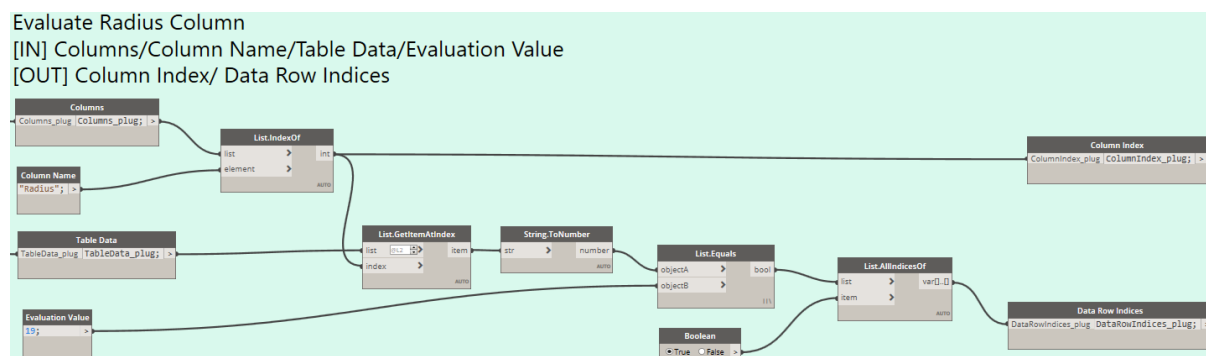 Evaluate Radius Column
[IN] Columns/Column Name/Table Data/Evaluation Value
[OUT] Column Index/ Data Row Indices
Columns
Columns_plug Columns_plug; >
List.IndexOf
list > int
element >
AUTO
Column Name
"Radius"; >
Column Index
ColumnIndex_plug ColumnIndex_plug; >
Table Data
TableData_plug TableData_plug; >
List.GetItemAtIndex
list @L2 > item
index >
AUTO
String.ToNumber
str > number
AUTO
List.Equals
objectA > bool
objectB >
List.AllIndicesOf
list > var[]..[]
item >
AUTO
Evaluation Value
19; >
Boolean
True False >
Data Row Indices
DataRowIndices_plug DataRowIndices_plug;